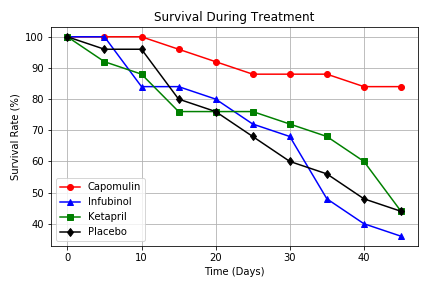 Survival During Treatment
Survival Rate (%)
100
90
80
70
60
50
40
Capomulin
Infubinol
Ketapril
Placebo
0 10 20 30 40
Time (Days)